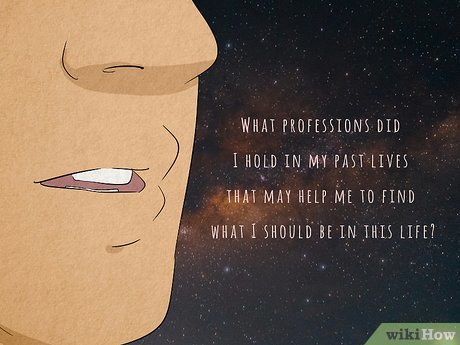 What professions did
I hold in my past lives
that may help me to find
what I should be in this life?
wikiHow